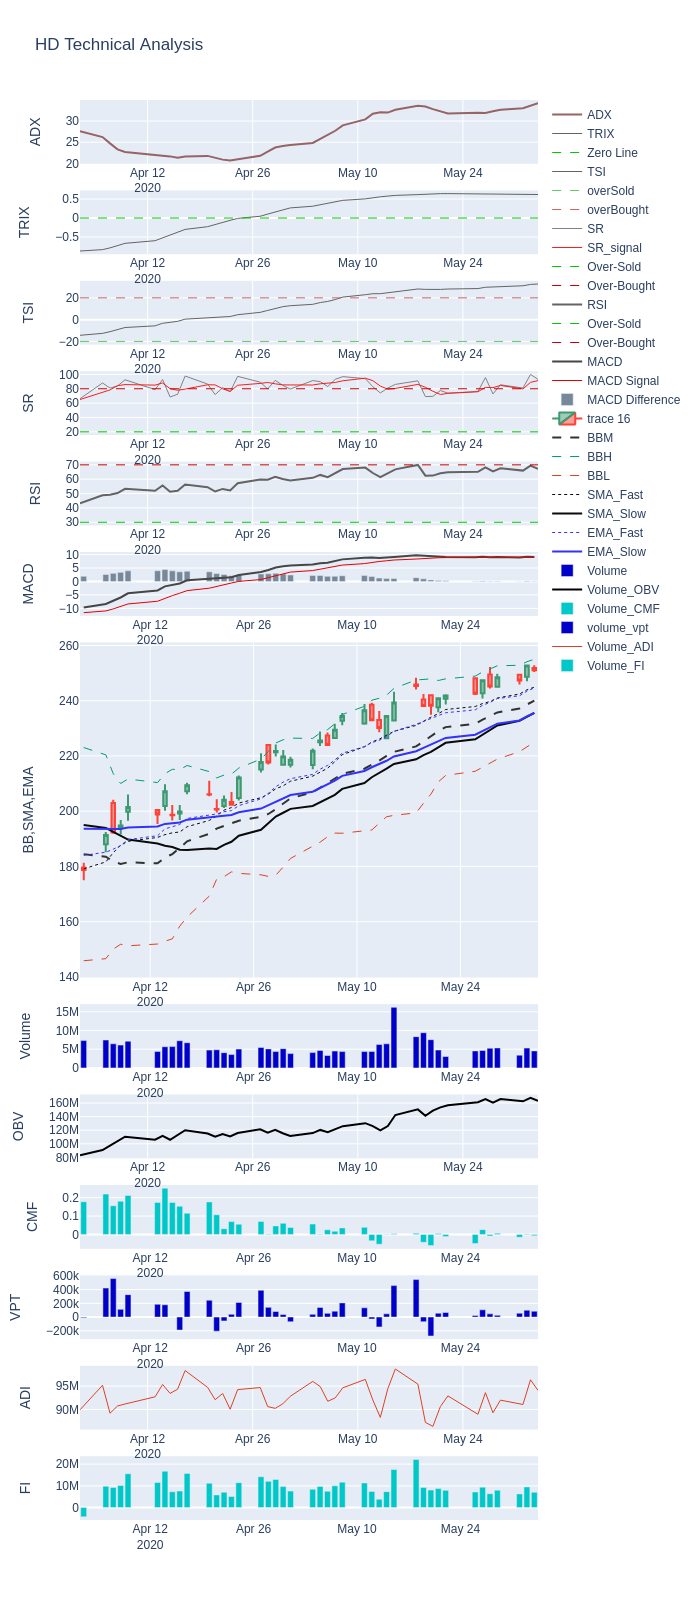 HD Technical Analysis
ADX
30
25
20
Apr 12
2020
Apr 26
May 10
May 24
TRIX
0.5
0
−0.5
Apr 12
2020
Apr 26
May 10
May 24
TSI
20
0
−20
Apr 12
2020
Apr 26
May 10
May 24
SR
100
80
60
40
20
Apr 12
2020
Apr 26
May 10
May 24
RSI
70
60
50
40
30
Apr 12
2020
Apr 26
May 10
May 24
MACD
10
5
0
−5
−10
Apr 12
2020
Apr 26
May 10
May 24
BB,SMA,EMA
260
240
220
200
180
160
140
Apr 12
2020
Apr 26
May 10
May 24
Volume
15M
10M
5M
0
Apr 12
2020
Apr 26
May 10
May 24
OBV
160M
140M
120M
100M
80M
Apr 12
2020
Apr 26
May 10
May 24
CMF
0.2
0.1
0
Apr 12
2020
Apr 26
May 10
May 24
VPT
600k
400k
200k
0
−200k
Apr 12
2020
Apr 26
May 10
May 24
ADI
95M
90M
Apr 12
2020
Apr 26
May 10
May 24
FI
20M
10M
0
Apr 12
2020
Apr 26
May 10
May 24
ADX
TRIX
Zero Line
TSI
overSold
overBought
SR
SR_signal
Over-Sold
Over-Bought
RSI
Over-Sold
Over-Bought
MACD
MACD Signal
MACD Difference
trace 16
BBM
BBH
BBL
SMA_Fast
SMA_Slow
EMA_Fast
EMA_Slow
Volume
Volume_OBV
Volume_CMF
volume_vpt
Volume_ADI
Volume_FI